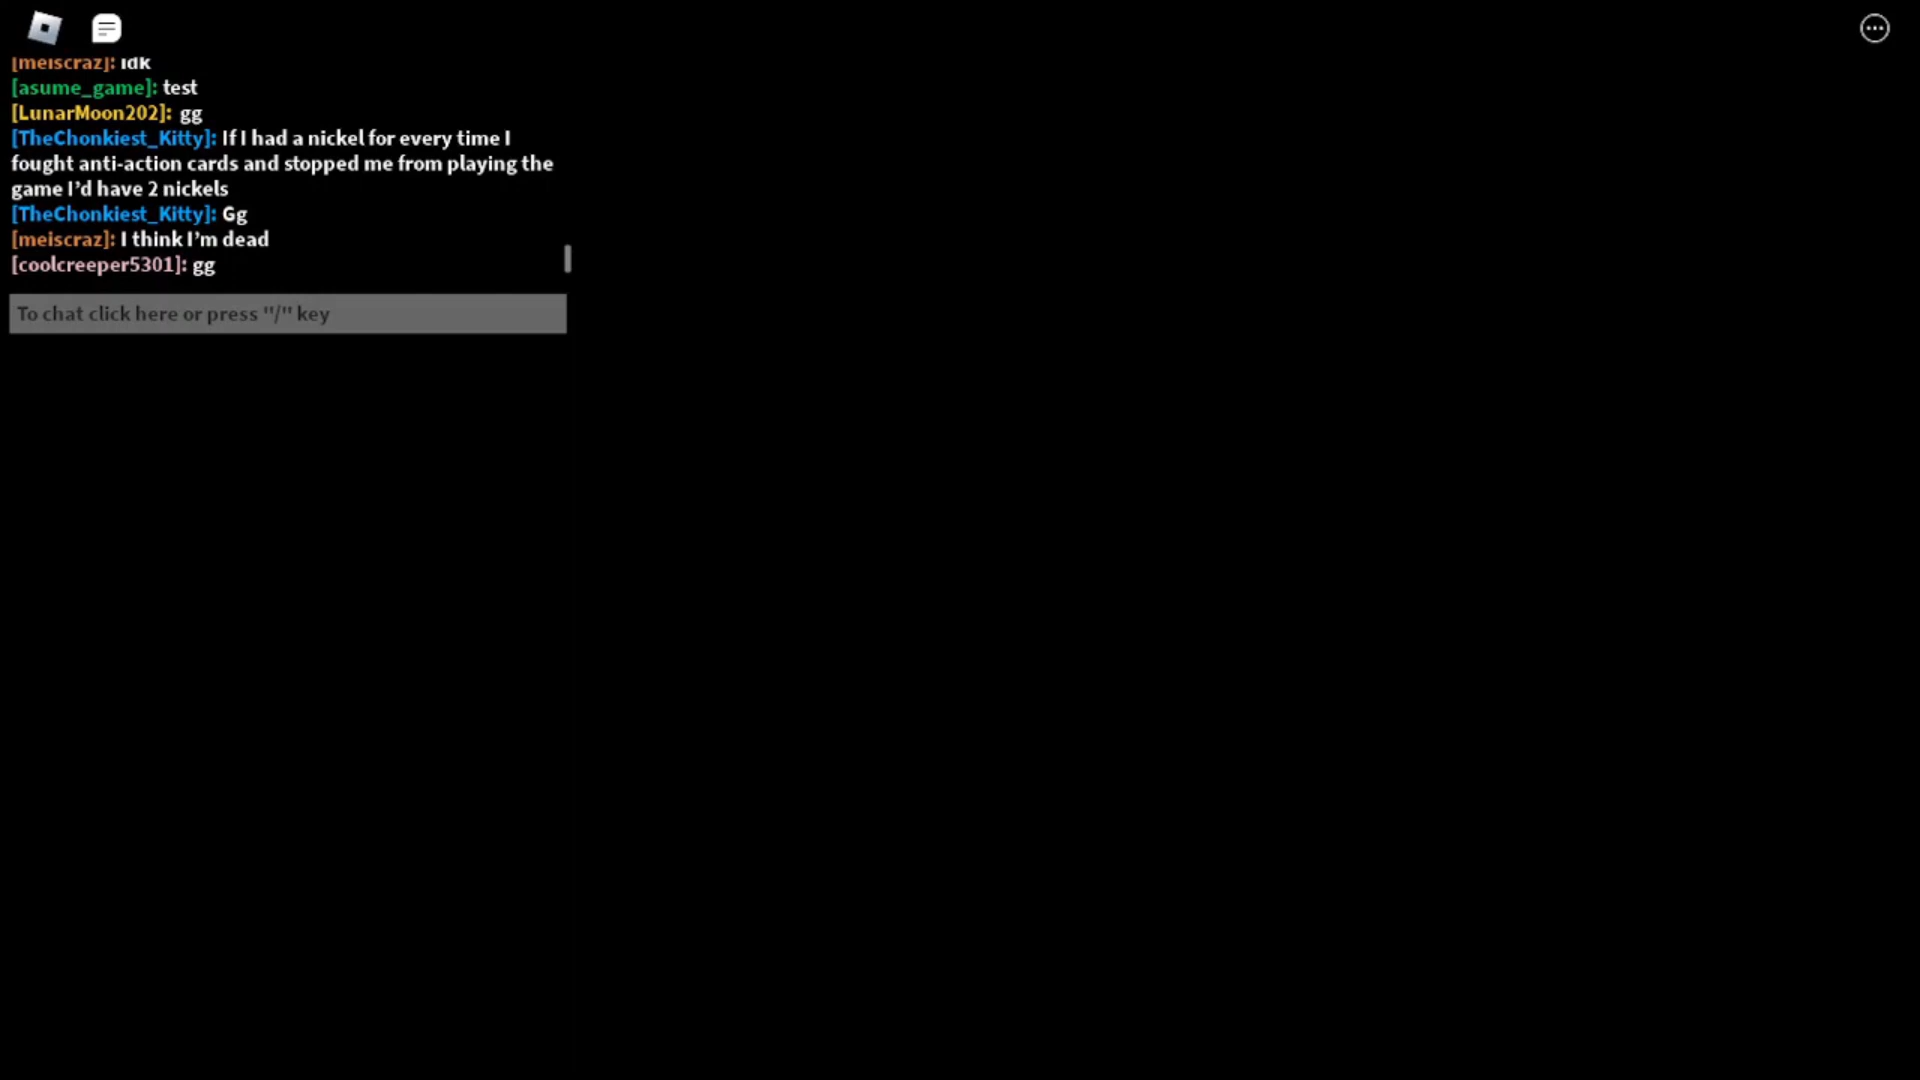 [meiscraz]: idk
[asume_game]: test
[LunarMoon202]: gg
[TheChonkiest_Kitty]: If I had a nickel for every time I
fought anti-action cards and stopped me from playing the
game I’d have 2 nickels
[TheChonkiest_Kitty]: Gg
[meiscraz]: I think I’m dead
[coolcreeper5301]: gg
To chat click here or press "/" key